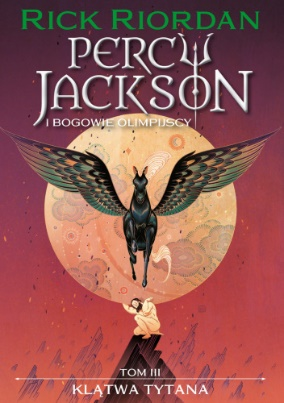 RICK RIORDAN
PERCY
JACKSON
I BOGOWIE OLIMPIJSCY
TOM III
KLĄTWA TYTANA